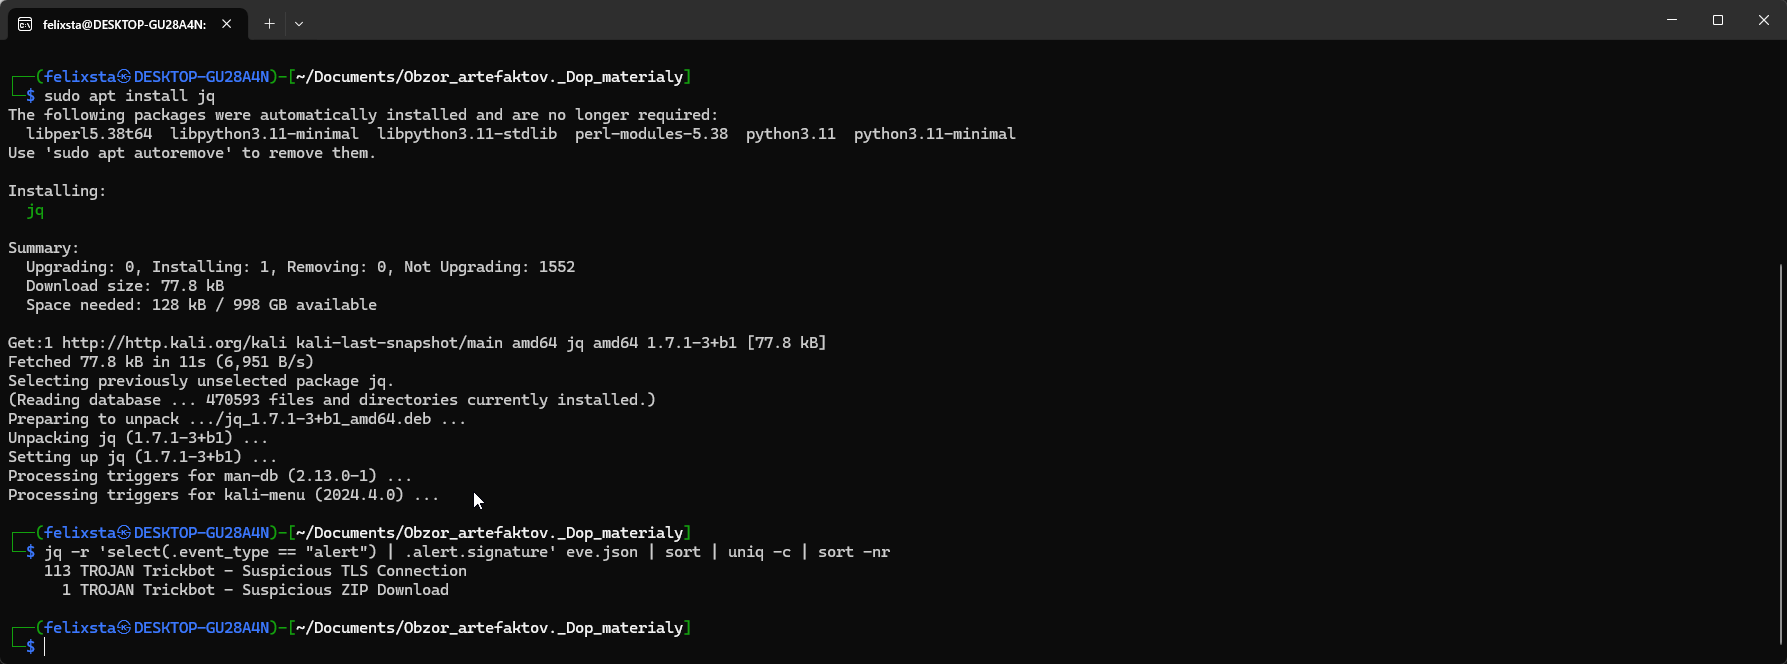 felixsta@DESKTOP-GU28A4N:
┌──(felixsta㉿DESKTOP-GU28A4N)-[~/Documents/Obzor_artefaktov._Dop_materialy]
└─$ sudo apt install jq
The following packages were automatically installed and are no longer required:
  libperl5.38t64  libpython3.11-minimal  libpython3.11-stdlib  perl-modules-5.38  python3.11  python3.11-minimal
Use 'sudo apt autoremove' to remove them.
Installing:
  jq
Summary:
  Upgrading: 0, Installing: 1, Removing: 0, Not Upgrading: 1552
  Download size: 77.8 kB
  Space needed: 128 kB / 998 GB available
Get:1 http://http.kali.org/kali kali-last-snapshot/main amd64 jq amd64 1.7.1-3+b1 [77.8 kB]
Fetched 77.8 kB in 11s (6,951 B/s)
Selecting previously unselected package jq.
(Reading database ... 470593 files and directories currently installed.)
Preparing to unpack .../jq_1.7.1-3+b1_amd64.deb ...
Unpacking jq (1.7.1-3+b1) ...
Setting up jq (1.7.1-3+b1) ...
Processing triggers for man-db (2.13.0-1) ...
Processing triggers for kali-menu (2024.4.0) ...
┌──(felixsta㉿DESKTOP-GU28A4N)-[~/Documents/Obzor_artefaktov._Dop_materialy]
└─$ jq -r 'select(.event_type == "alert") | .alert.signature' eve.json | sort | uniq -c | sort -nr
    113 TROJAN Trickbot - Suspicious TLS Connection
      1 TROJAN Trickbot - Suspicious ZIP Download
┌──(felixsta㉿DESKTOP-GU28A4N)-[~/Documents/Obzor_artefaktov._Dop_materialy]
└─$